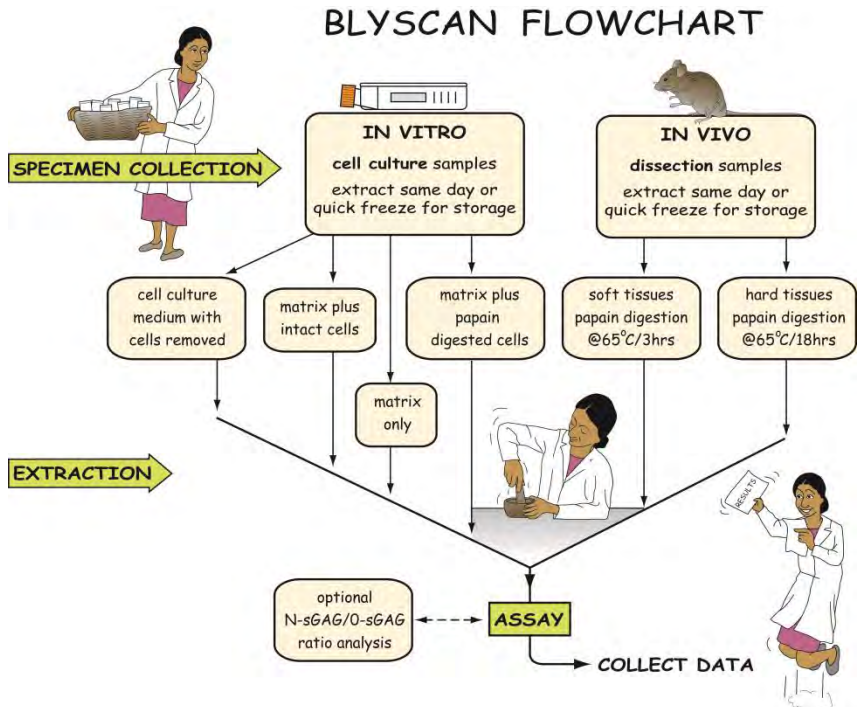 BLYSCAN FLOWCHART
SPECIMEN COLLECTION
IN VITRO
cell culture samples
extract same day or
quick freeze for storage
IN VIVO
dissection samples
extract same day or
quick freeze for storage
cell culture
medium with
cells removed
matrix plus
intact cells
matrix
only
matrix plus
papain
digested cells
soft tissues
papain digestion
@65°C/3hrs
hard tissues
papain digestion
@65°C/18hrs
EXTRACTION
RESULTS
optional
N-sGAG/O-sGAG
ratio analysis
ASSAY
COLLECT DATA